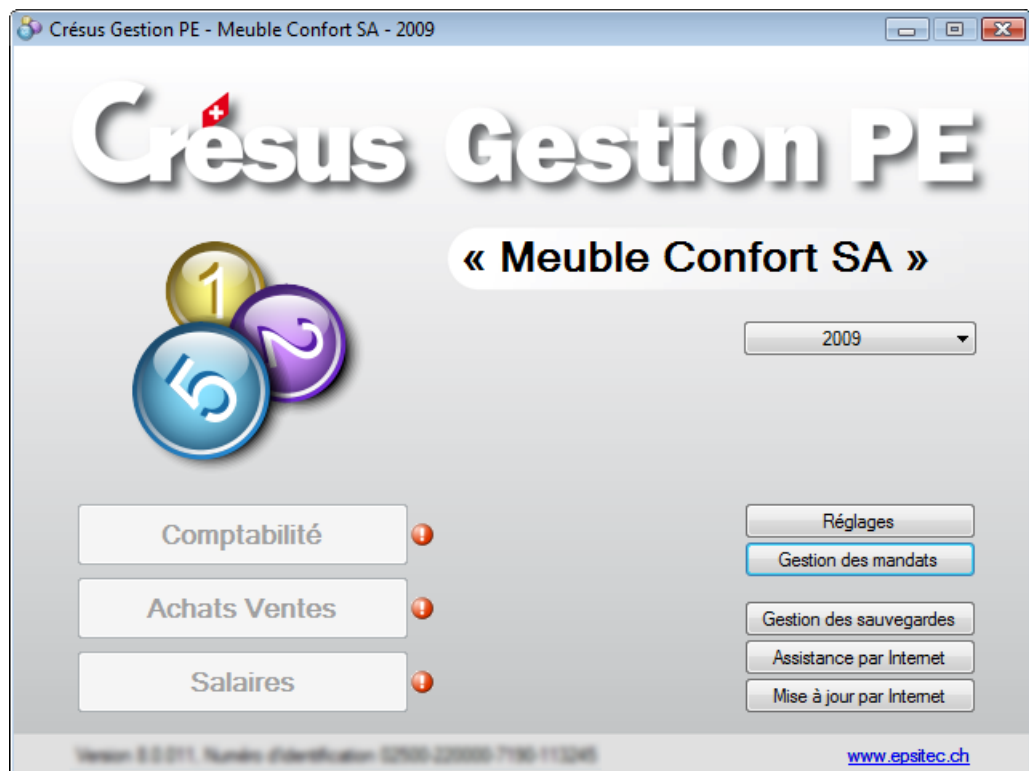 Crésus Gestion PE - Meuble Confort SA - 2009
Crésus Gestion PE
« Meuble Confort SA »
1
2
5
2009
Comptabilité
Achats Ventes
Salaires
Réglages
Gestion des mandats
Gestion des sauvegardes
Assistance par Internet
Mise à jour par Internet
www.epsitec.ch